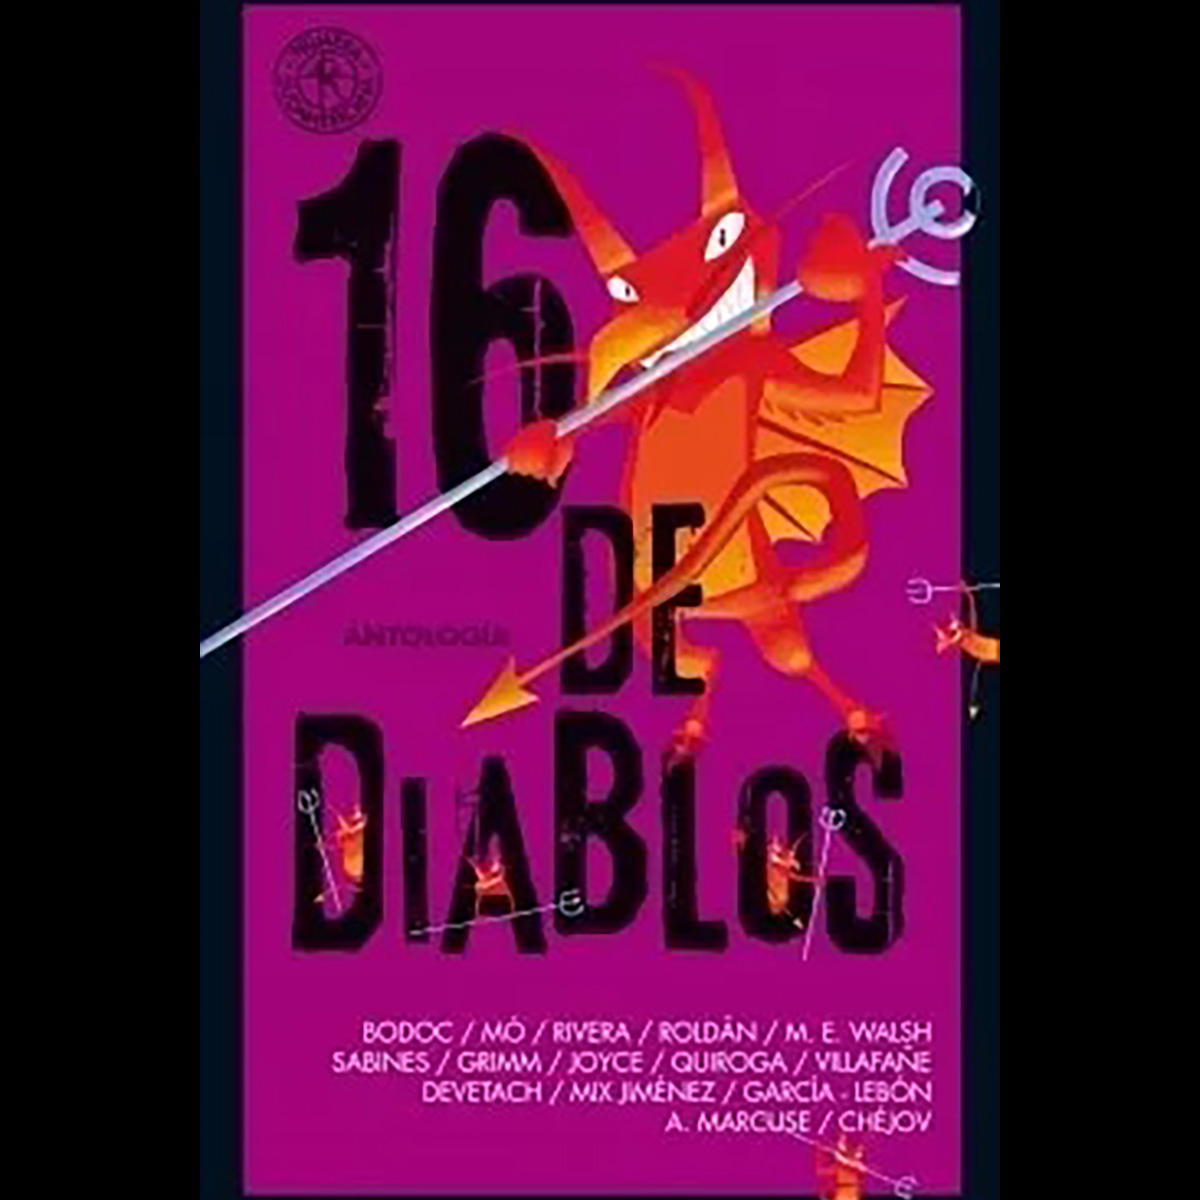 16
DE
ANTOLOGÍA
DIABLOS
BODOC / MÓ / RIVERA / ROLDÁN / M. E. WALSH
SABINES / GRIMM / JOYCE / QUIROGA / VILLAFAÑE
DEVETACH / MIX JIMÉNEZ / GARCÍA - LEBÓN
A. MARCUSE / CHÉJOV